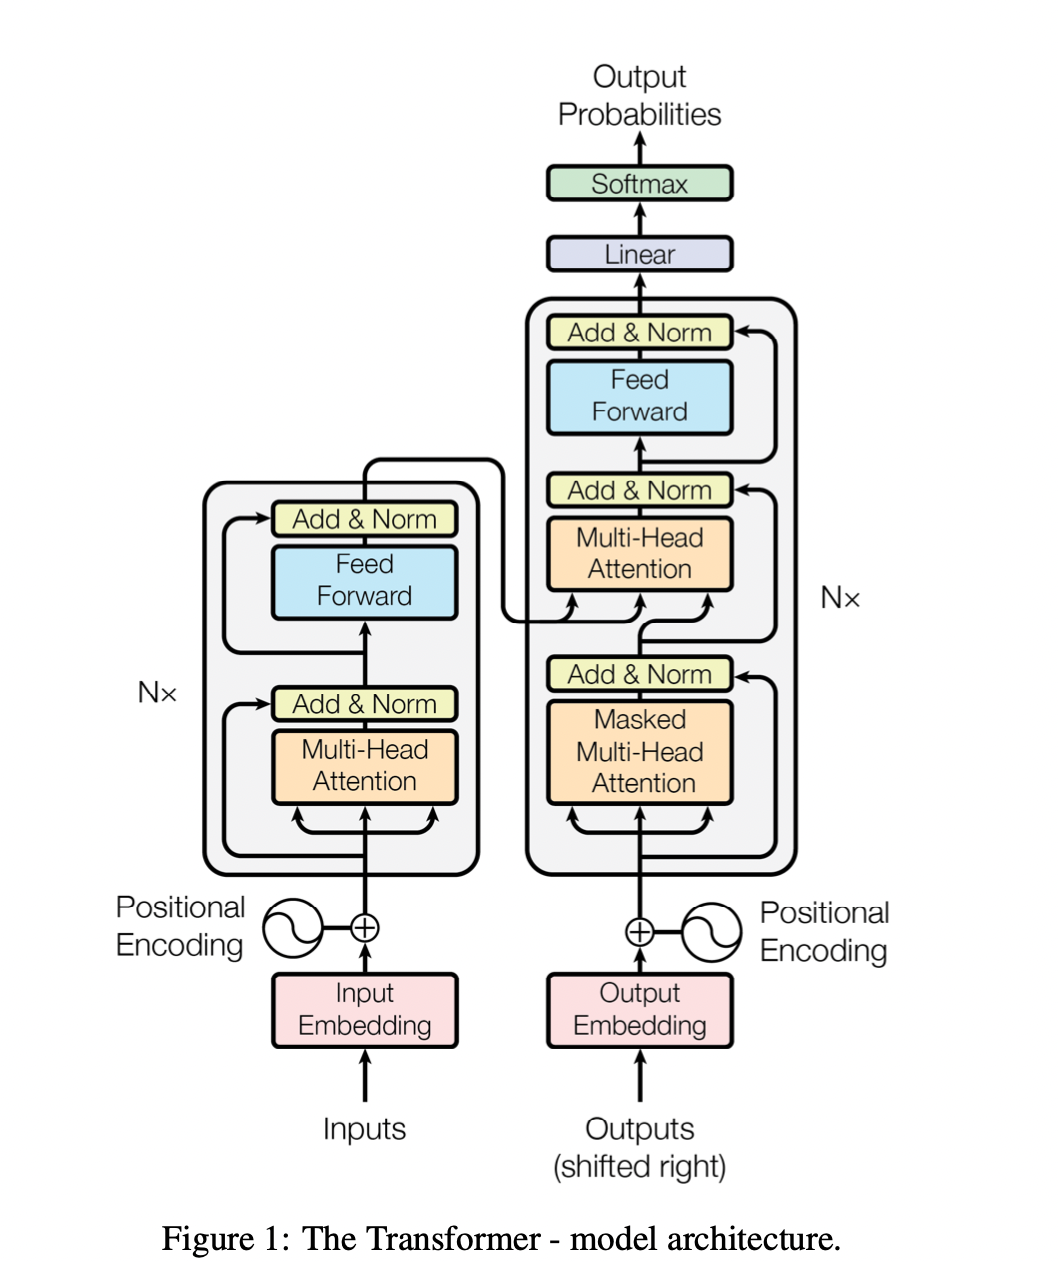 Output
Probabilities
Softmax
Linear
Add & Norm
Feed
Forward
Add & Norm
Multi-Head
Attention
Nx
Add & Norm
Masked
Multi-Head
Attention
Add & Norm
Feed
Forward
Nx
Add & Norm
Multi-Head
Attention
Positional
Encoding
Positional
Encoding
Input
Embedding
Output
Embedding
Inputs
Outputs
(shifted right)
Figure 1: The Transformer - model architecture.